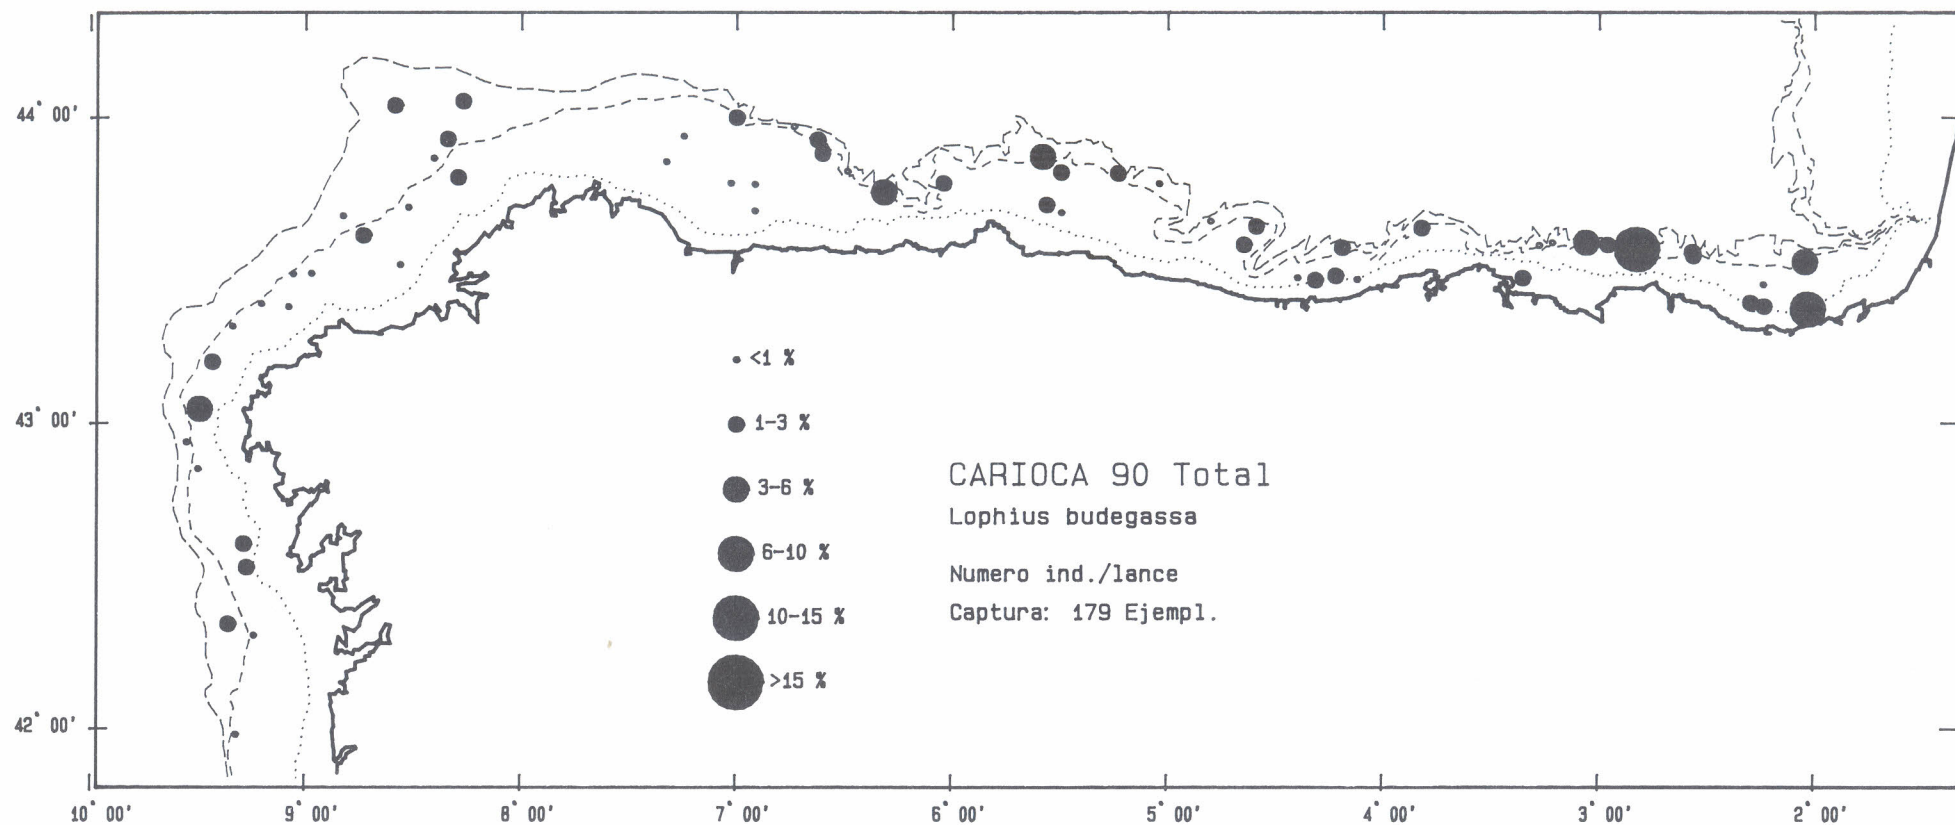 44° 00'
43° 00'
42° 00'
<1 %
1-3 %
3-6 %
6-10 %
10-15 %
>15 %
CARIOCA 90 Total
Lophius budegassa
Numero ind./lance
Captura: 179 Ejempl.
10° 00' 9° 00' 8° 00' 7° 00' 6° 00' 5° 00' 4° 00' 3° 00' 2° 00'